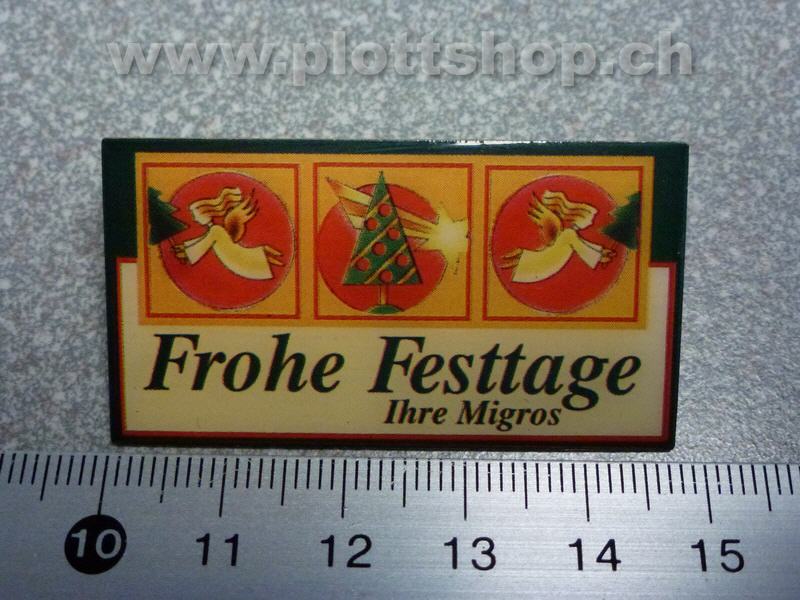 www.plottshop.ch
Frohe Festtage
Ihre Migros
10 11 12 13 14 15